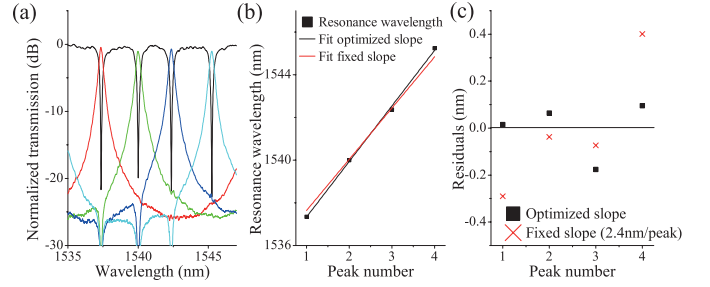 (a)
Normalized transmission (dB)
0
-10
-20
-30
1535
1540
1545
Wavelength (nm)
(b)
Resonance wavelength (nm)
1544
1540
1536
Resonance wavelength
Fit optimized slope
Fit fixed slope
1 2 3 4
Peak number
(c)
Residuals (nm)
0.4
0.2
0.0
-0.2
-0.4
Optimized slope
Fixed slope (2.4nm/peak)
1 2 3 4
Peak number